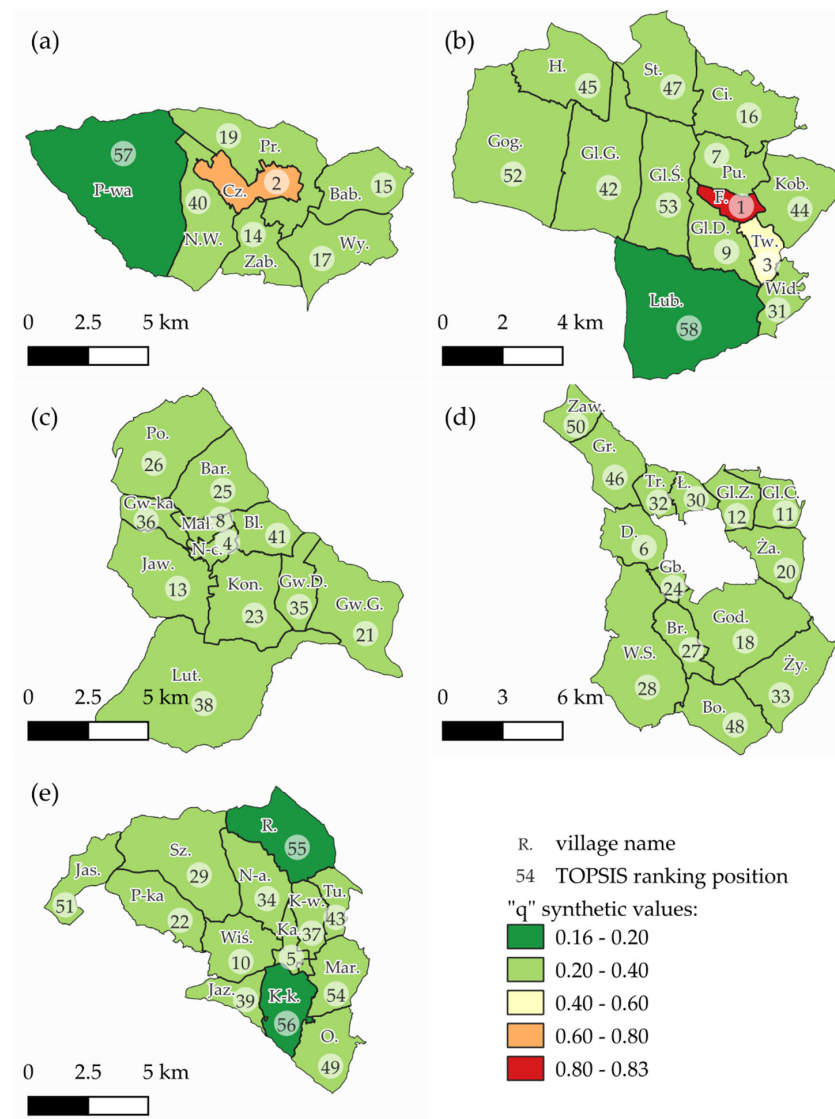 (a)
19
57
Pr.
P-wa
2
Cz.
15
Bab.
40
14
N.W.
Wy.
17
Zab.
0 2.5 5 km
(b)
H.
St.
45
47
Ci.
16
Gog.
7
Gl.G.
52
Gl.Ś.
Pu.
Kob.
42
F.
1
53
44
Gl.D.
Tw.
9
3
Wid.
Lub.
31
58
0 2 4 km
(c)
Po.
26
Bar.
25
Gw-ka
36
Mał.
8
Bl.
N-c.
4
41
Jaw.
13
Kon.
Gw.D.
23
35
Gw.G.
21
Lut.
38
0 2.5 5 km
(d)
Zaw.
50
Gr.
46
Tr.
Ł.
32
30
Gl.Z.
Gl.C.
12
11
D.
6
Ża.
20
Gb.
24
God.
Br.
18
W.S.
27
Ży.
28
33
Bo.
48
0 3 6 km
(e)
R.
55
Sz.
Jas.
29
N-a.
P-ka
34
K-w.
Tu.
51
22
43
Ka.
37
Wiś.
10
5
Mar.
Jaz.
39
K-k.
54
56
O.
49
0 2.5 5 km
R. village name
54 TOPSIS ranking position
"q" synthetic values:
0.16 - 0.20
0.20 - 0.40
0.40 - 0.60
0.60 - 0.80
0.80 - 0.83